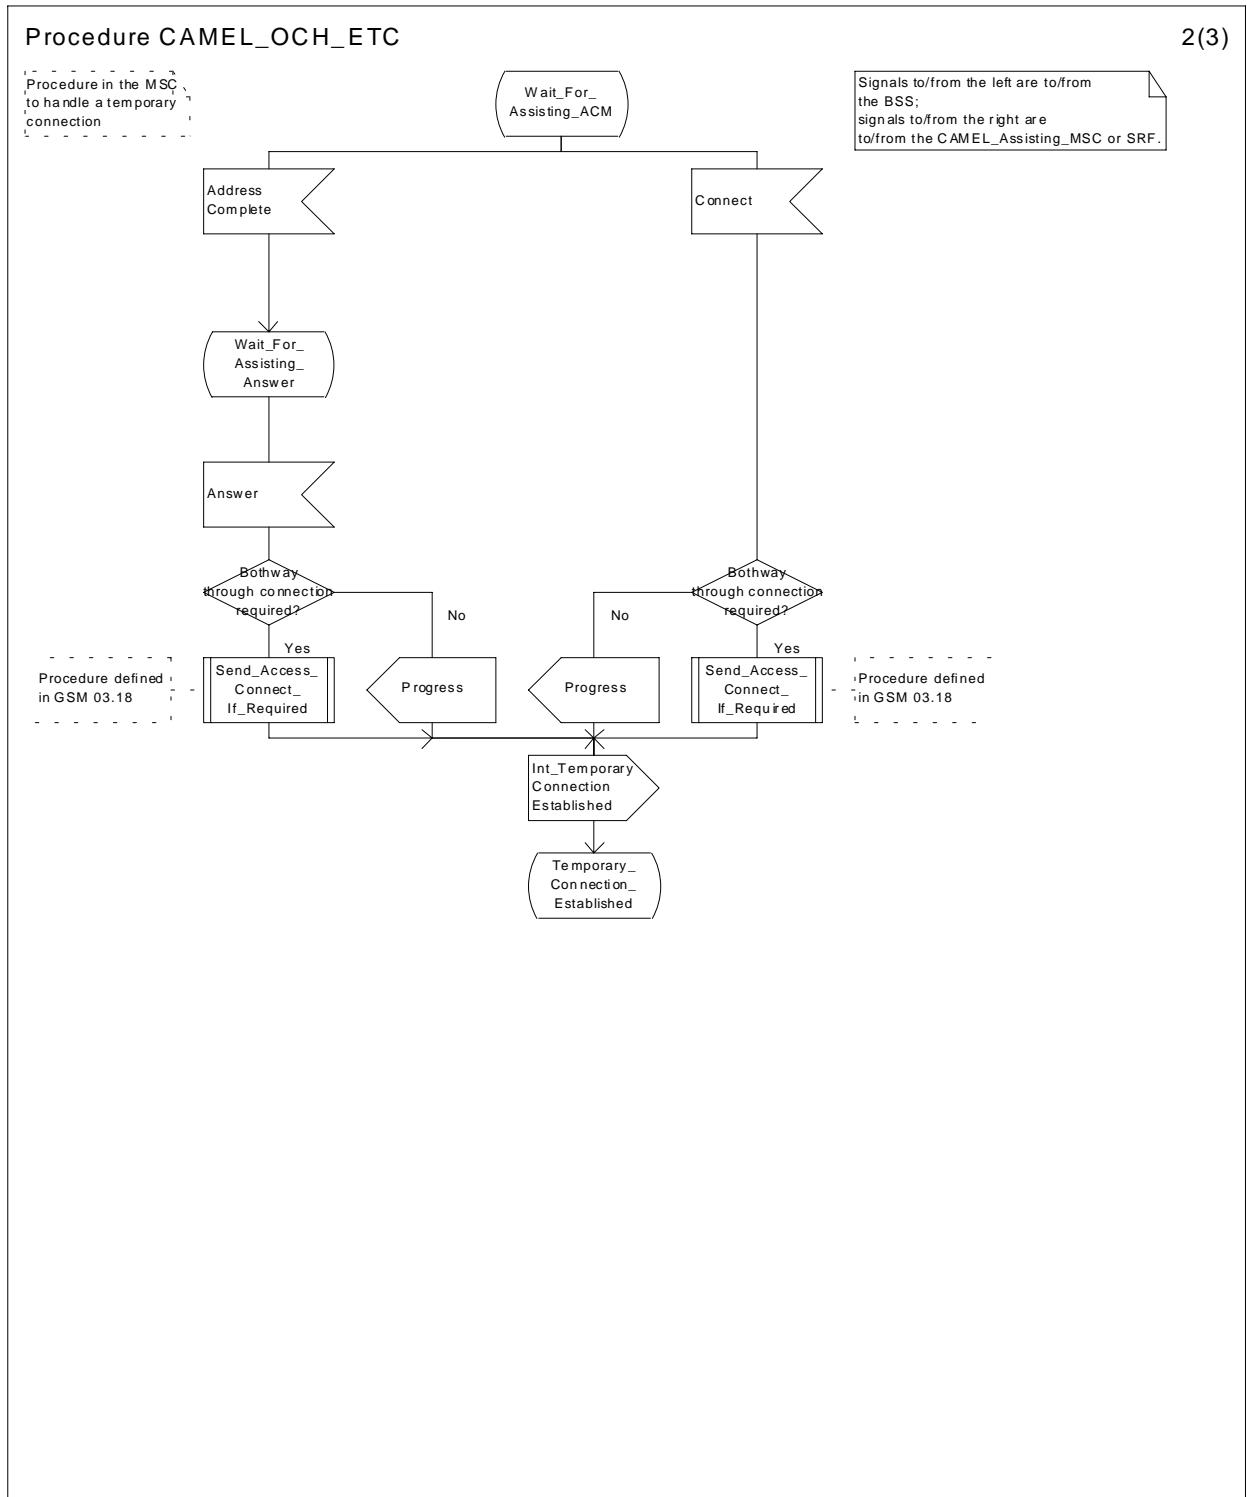 Procedure CAMEL_OCH_ETC
2(3)
Procedure in the MSC
to handle a temporary
connection
Wait_For_
Assisting_ACM
Signals to/from the left are to/from
the BSS;
signals to/from the right are
to/from the CAMEL_Assisting_MSC or SRF.
Address
Complete
Connect
Wait_For_
Assisting_
Answer
Answer
Bothway
through connection
required?
No
Yes
Bothway
through connection
required?
No
Yes
Procedure defined
in GSM 03.18
Send_Access_
Connect_
If_Required
Progress
Progress
Send_Access_
Connect_
If_Required
Procedure defined
in GSM 03.18
Int_Temporary
Connection
Established
Temporary_
Connection_
Established